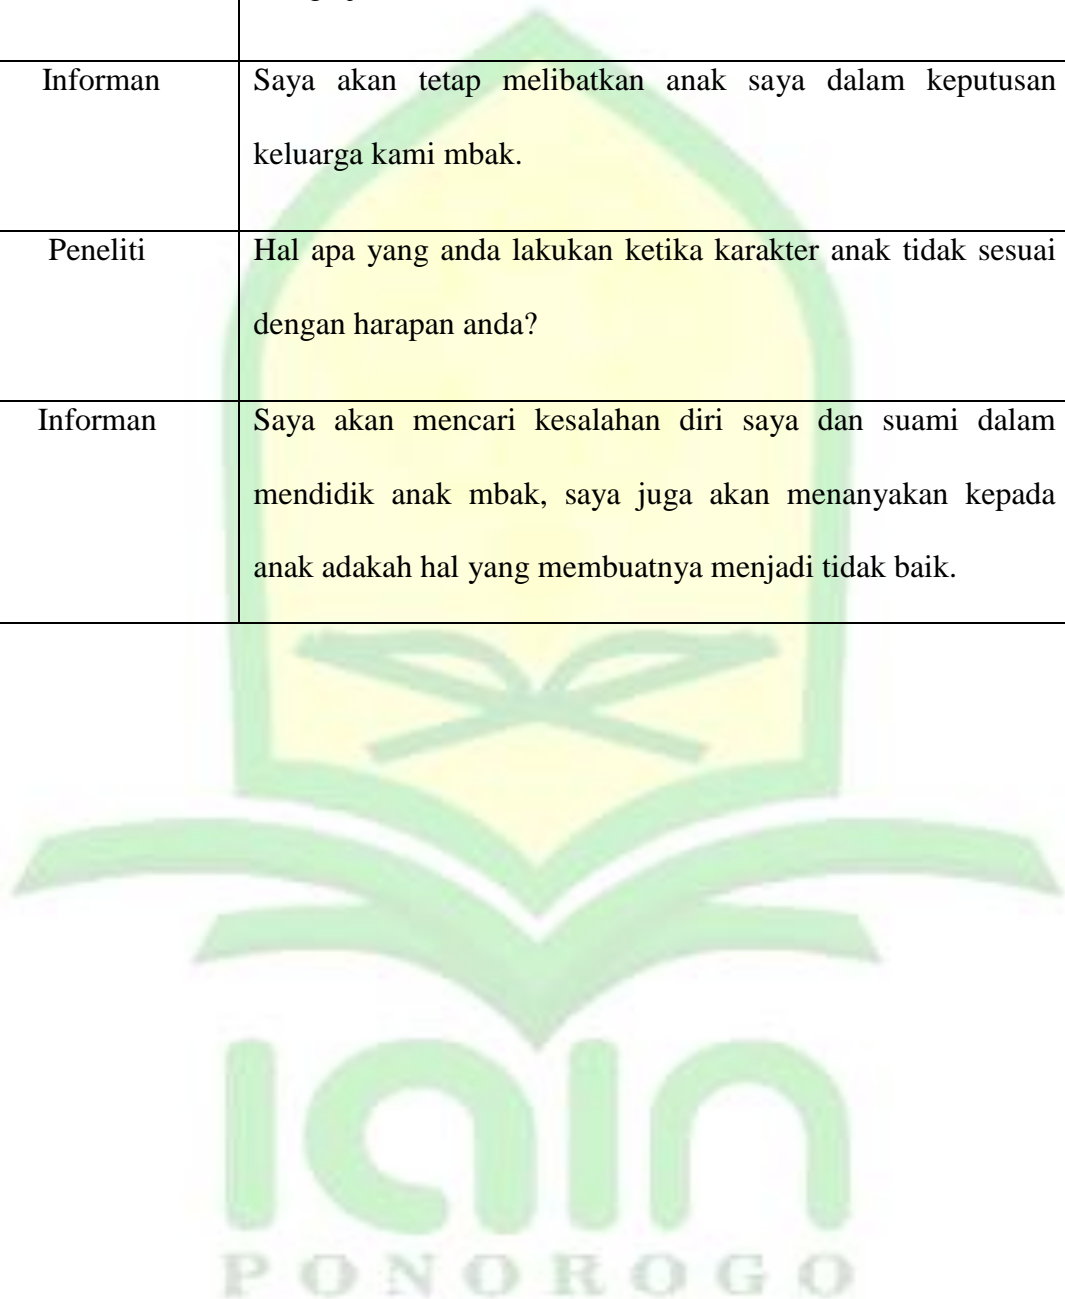 Informan
Saya akan tetap melibatkan anak saya dalam keputusan
keluarga kami mbak.
Peneliti
Hal apa yang anda lakukan ketika karakter anak tidak sesuai
dengan harapan anda?
Informan
Saya akan mencari kesalahan diri saya dan suami dalam
mendidik anak mbak, saya juga akan menanyakan kepada
anak adakah hal yang membuatnya menjadi tidak baik.
iain
PONOROGO